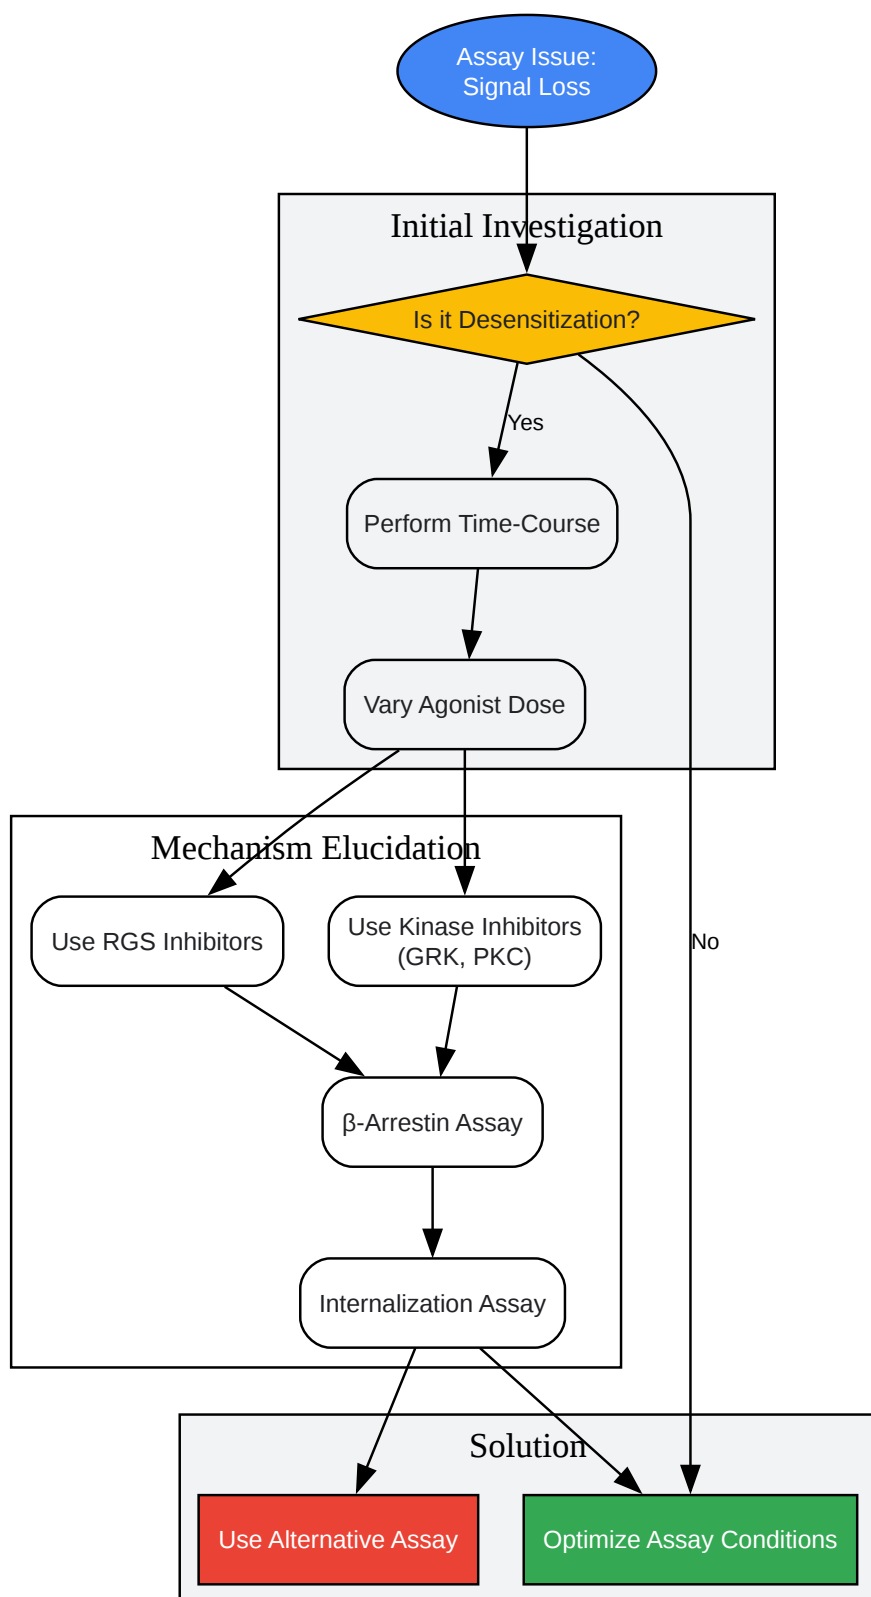 Assay Issue:
Signal Loss
Initial Investigation
Is it Desensitization?
Yes
Perform Time-Course
Vary Agonist Dose
Mechanism Elucidation
Use RGS Inhibitors
Use Kinase Inhibitors
(GRK, PKC)
No
β-Arrestin Assay
Internalization Assay
Solution
Use Alternative Assay
Optimize Assay Conditions